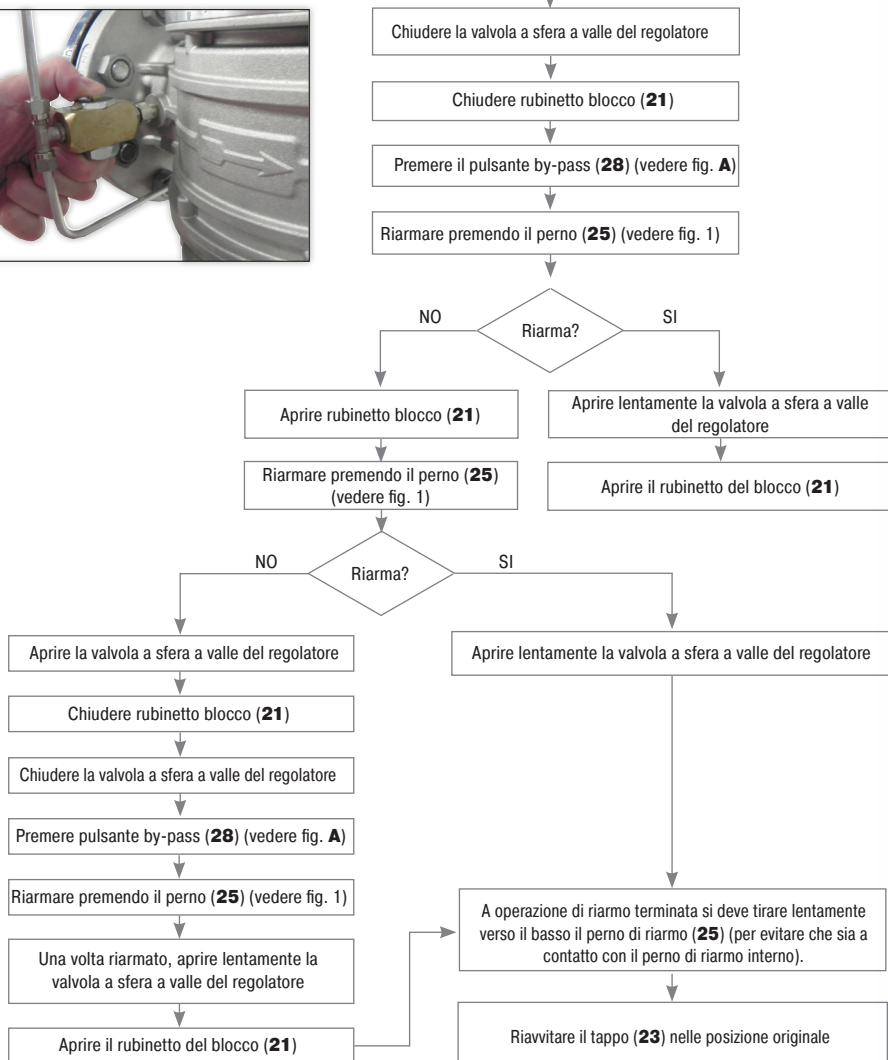 Chiudere la valvola a sfera a valle del regolatore
Chiudere rubinetto blocco (21)
Premere il pulsante by-pass (28) (vedere fig. A)
Riarmare premendo il perno (25) (vedere fig. 1)
NO
Riarma?
SI
Aprire rubinetto blocco (21)
Riarmare premendo il perno (25)
(vedere fig. 1)
Aprire lentamente la valvola a sfera a valle
del regolatore
Aprire il rubinetto del blocco (21)
NO
Riarma?
SI
Aprire la valvola a sfera a valle del regolatore
Chiudere rubinetto blocco (21)
Chiudere la valvola a sfera a valle del regolatore
Premere pulsante by-pass (28) (vedere fig. A)
Riarmare premendo il perno (25) (vedere fig. 1)
Una volta riarmato, aprire lentamente la
valvola a sfera a valle del regolatore
Aprire il rubinetto del blocco (21)
Aprire lentamente la valvola a sfera a valle del regolatore
A operazione di riarmo terminata si deve tirare lentamente
verso il basso il perno di riarmo (25) (per evitare che sia a
contatto con il perno di riarmo interno).
Riavvitare il tappo (23) nelle posizione originale